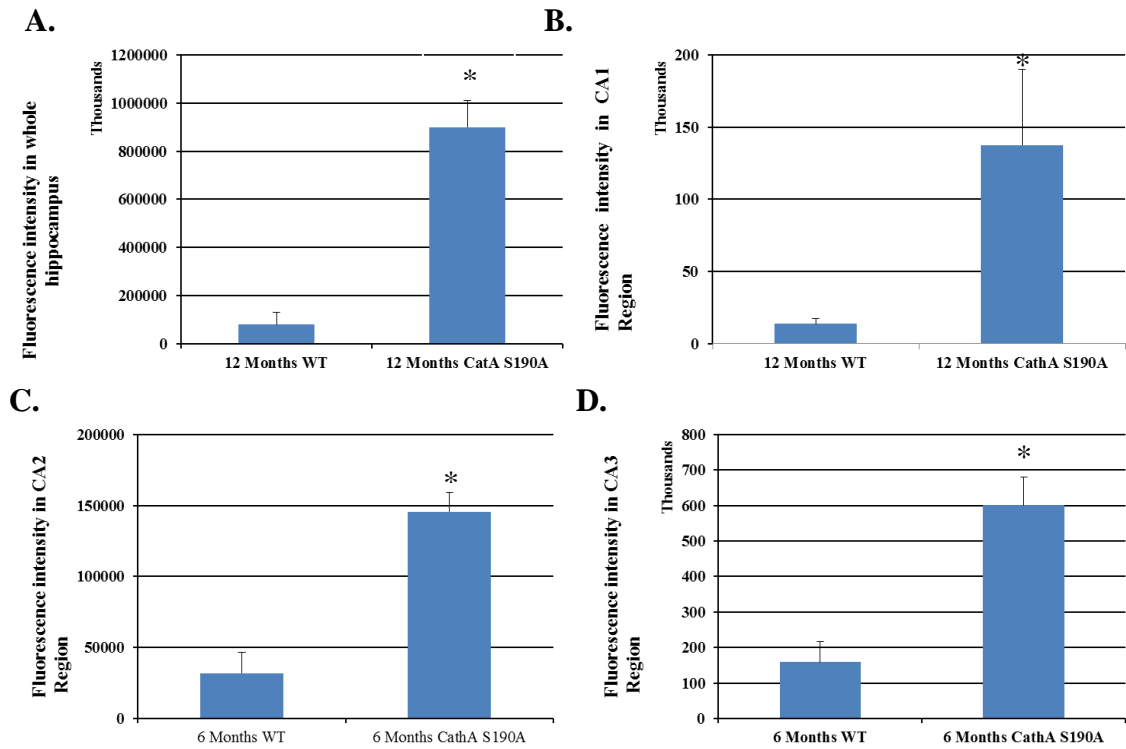 A.
Fluorescence intensity in whole
hippocampus
Thousands
1200000
1000000
800000
600000
400000
200000
0
*
12 Months WT
12 Months CatA S190A
B.
Fluorescence intensity in CA1
Region
Thousands
200
150
100
50
0
*
12 Months WT
12 Months CathA S190A
C.
Fluorescence intensity in CA2
Region
200000
150000
100000
50000
0
*
6 Months WT
6 Months CathA S190A
D.
Fluorescence intensity in CA3
Region
Thousands
800
700
600
500
400
300
200
100
0
*
6 Months WT
6 Months CathA S190A